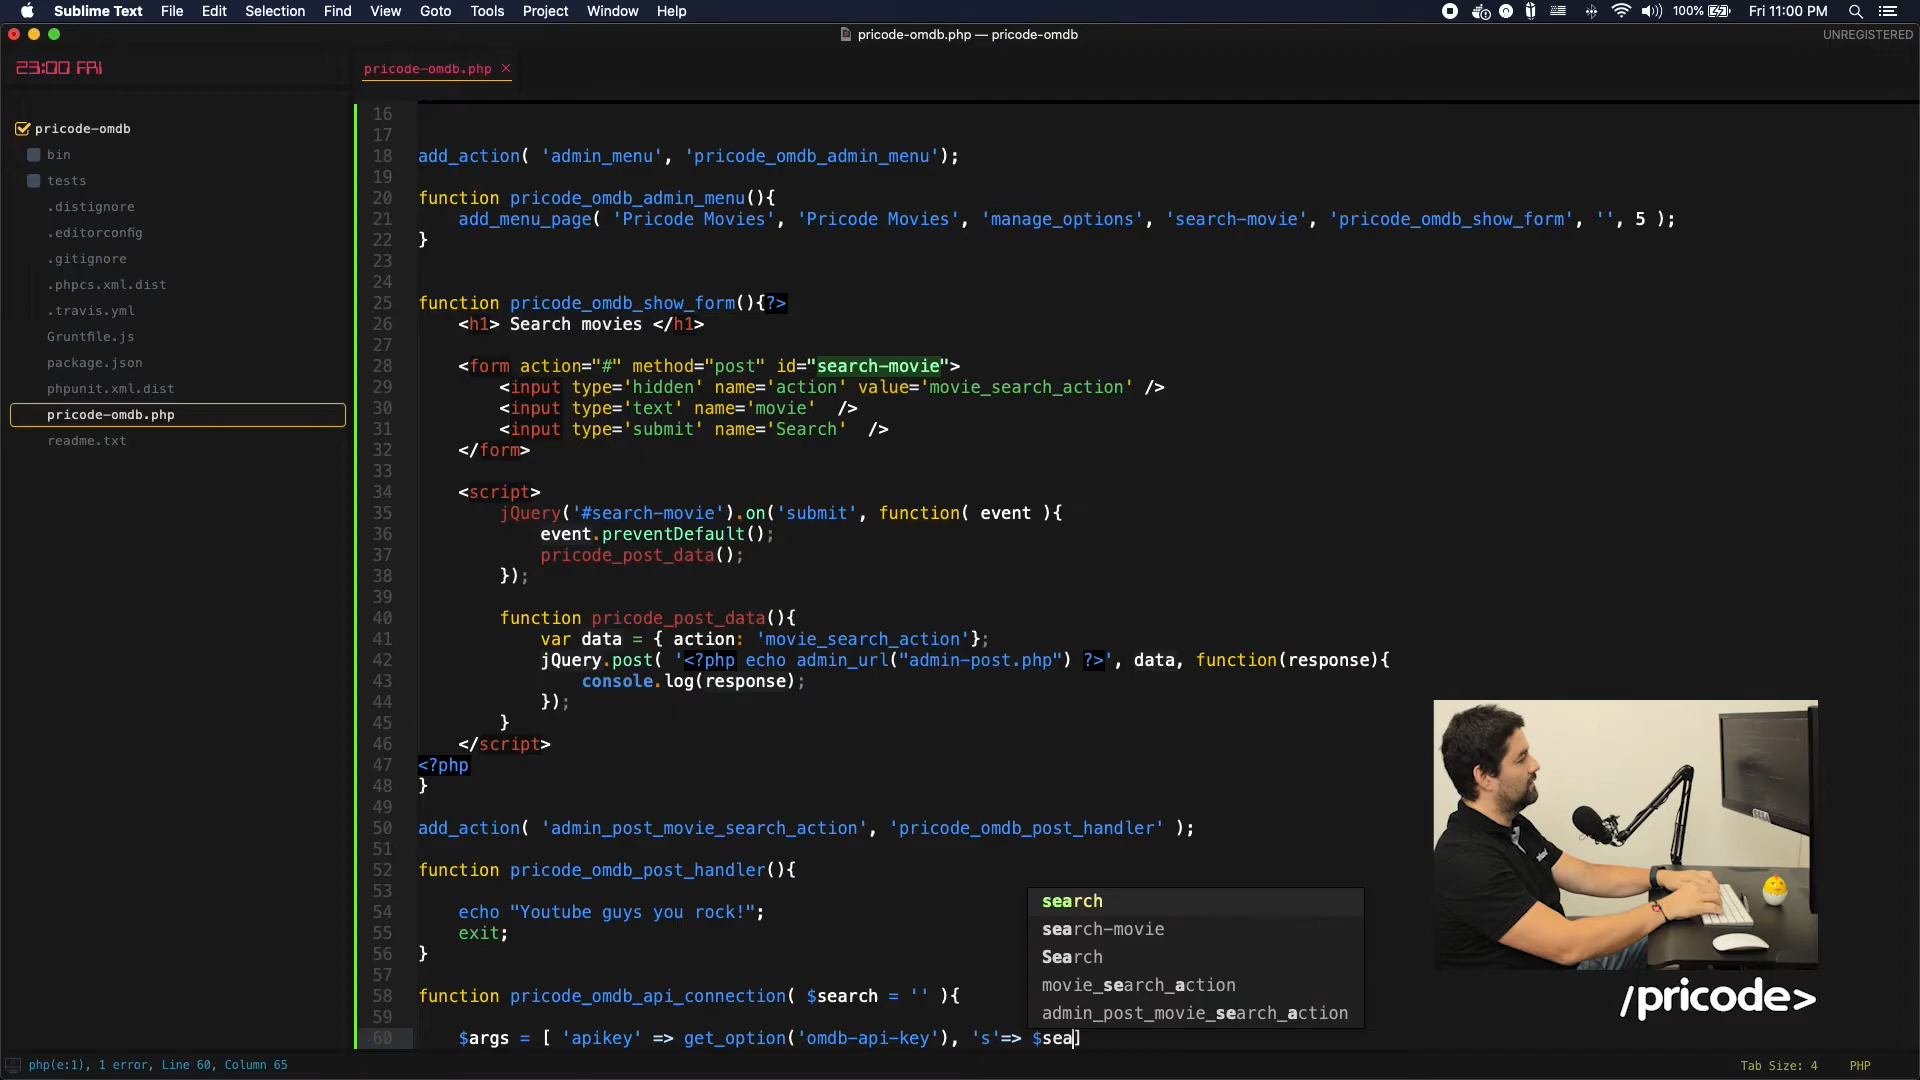 Sublime Text File Edit Selection Find View Goto Tools Project Window Help 100% Fri 11:00 PM
pricode-omdb.php — pricode-omdb UNREGISTERED
23:00 FRI
pricode-omdb.php ×
pricode-omdb
bin
tests
.distignore
.editorconfig
.gitignore
.phpcs.xml.dist
.travis.yml
Gruntfile.js
package.json
phpunit.xml.dist
pricode-omdb.php
readme.txt
16
17
18 add_action( 'admin_menu', 'pricode_omdb_admin_menu');
19
20 function pricode_omdb_admin_menu(){
21 add_menu_page( 'Pricode Movies', 'Pricode Movies', 'manage_options', 'search-movie', 'pricode_omdb_show_form', '', 5 );
22 }
23
24
25 function pricode_omdb_show_form(){?>
26 <h1> Search movies </h1>
27
28 <form action="#" method="post" id="search-movie">
29 <input type='hidden' name='action' value='movie_search_action' />
30 <input type='text' name='movie' />
31 <input type='submit' name='Search' />
32 </form>
33
34 <script>
35 jQuery('#search-movie').on('submit', function( event ){
36 event.preventDefault();
37 pricode_post_data();
38 });
39
40 function pricode_post_data(){
41 var data = { action: 'movie_search_action'};
42 jQuery.post( '<?php echo admin_url("admin-post.php") ?>', data, function(response){
43 console.log(response);
44 });
45 }
46 </script>
47 <?php
48 }
49
50 add_action( 'admin_post_movie_search_action', 'pricode_omdb_post_handler' );
51
52 function pricode_omdb_post_handler(){
53
54 echo "Youtube guys you rock!";
55 exit;
56 }
57
58 function pricode_omdb_api_connection( $search = '' ){
59
60 $args = [ 'apikey' => get_option('omdb-api-key'), 's'=> $sea]
search
search-movie
Search
movie_search_action
admin_post_movie_search_action
/pricode>
php(e:1), 1 error, Line 60, Column 65 Tab Size: 4 PHP